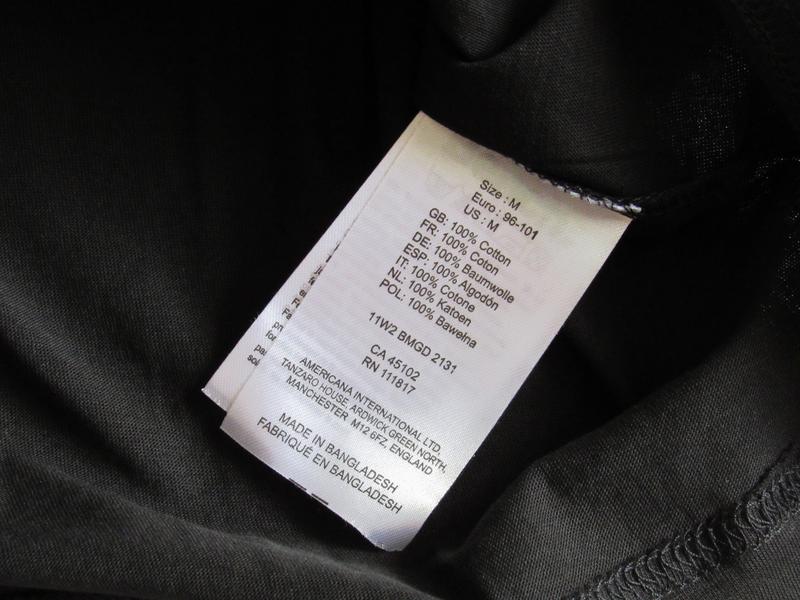 Size : M
Euro : 96-101
US : M
GB: 100% Cotton
FR: 100% Coton
DE: 100% Baumwolle
ESP: 100% Algodón
IT: 100% Cotone
NL: 100% Katoen
POL: 100% Bawełna
11W2 BMGD 2131
CA 45102
RN 111817
AMERICANA INTERNATIONAL LTD,
TANZARO HOUSE, ARDWICK GREEN NORTH,
MANCHESTER M12 6FZ, ENGLAND
MADE IN BANGLADESH
FABRIQUÉ EN BANGLADESH